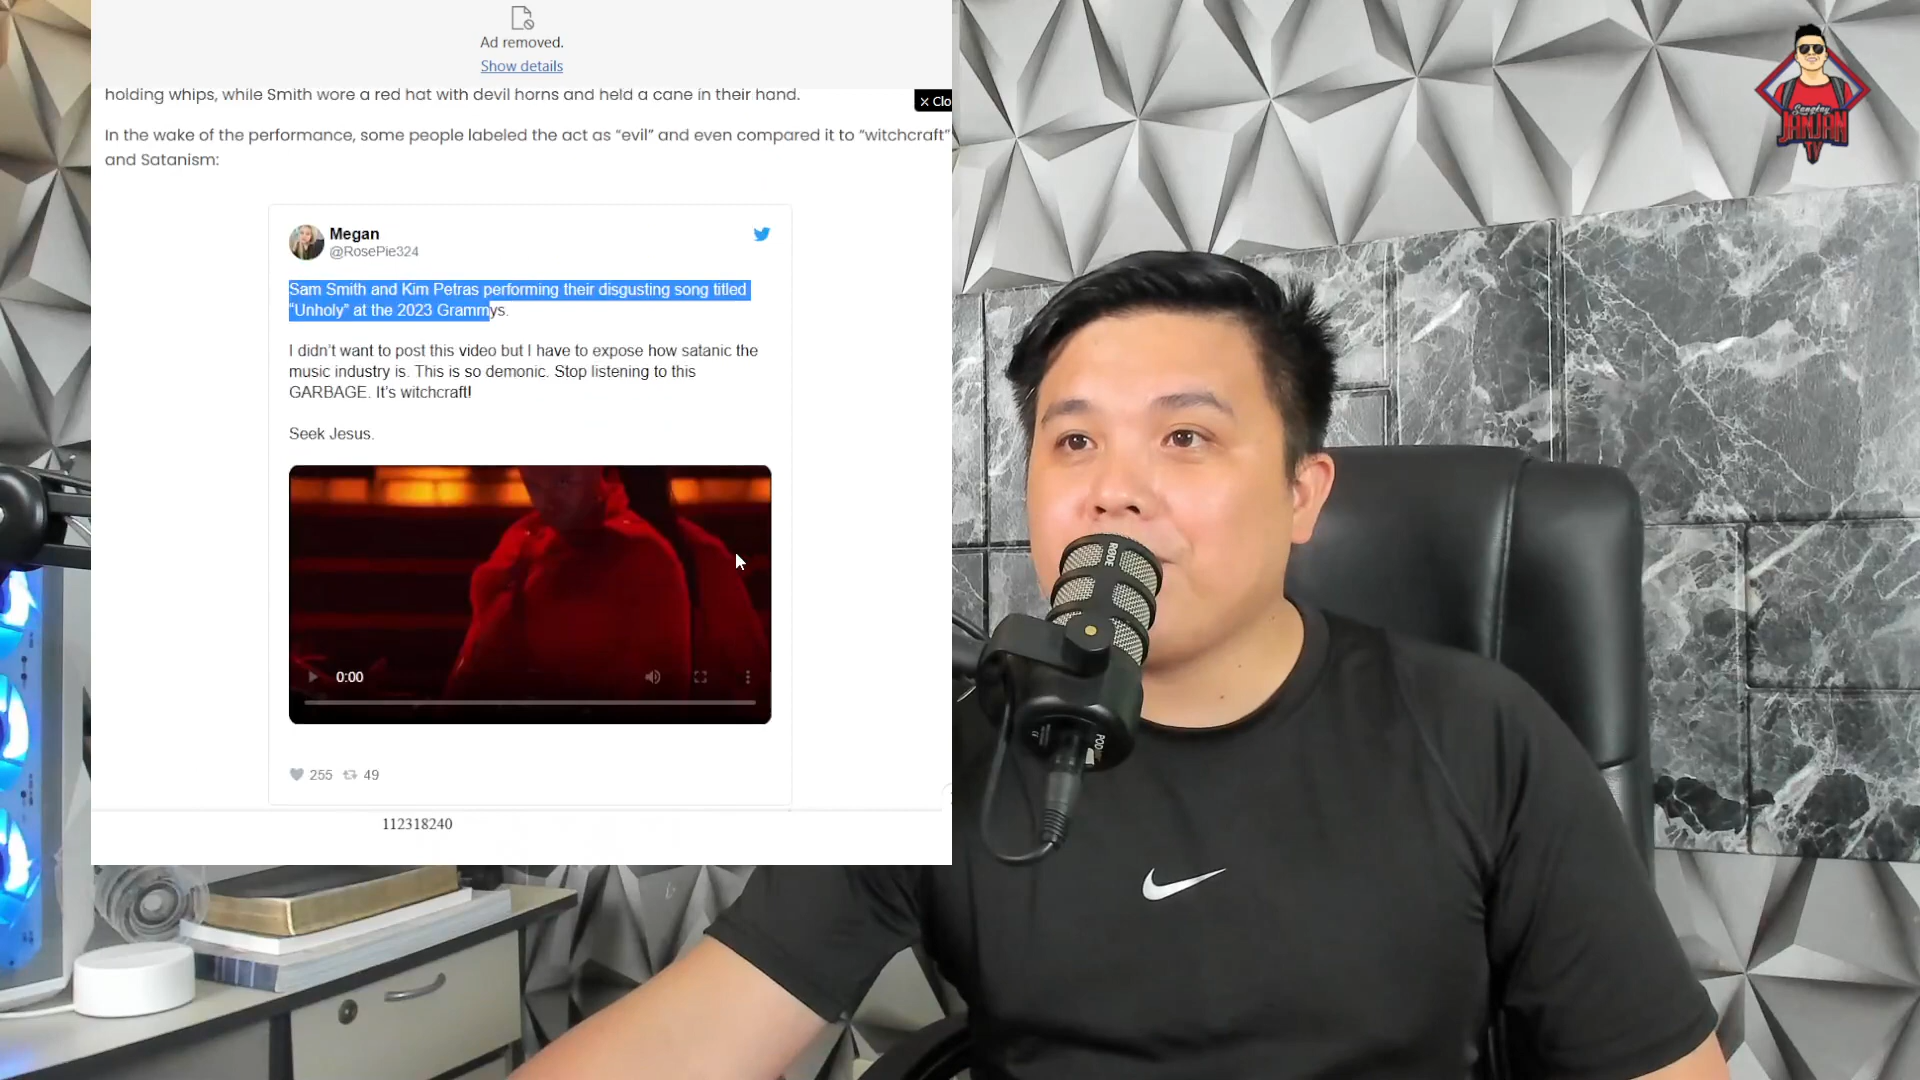 Ad removed.
Show details
holding whips, while Smith wore a red hat with devil horns and held a cane in their hand.
× Clo
In the wake of the performance, some people labeled the act as “evil” and even compared it to “witchcraft”
and Satanism:
Megan
@RosePie324
Sam Smith and Kim Petras performing their disgusting song titled
“Unholy” at the 2023 Grammys.
I didn’t want to post this video but I have to expose how satanic the
music industry is. This is so demonic. Stop listening to this
GARBAGE. It’s witchcraft!
Seek Jesus.
0:00
255 49
112318240
Sangkay
JANJAN
TV
RØDE